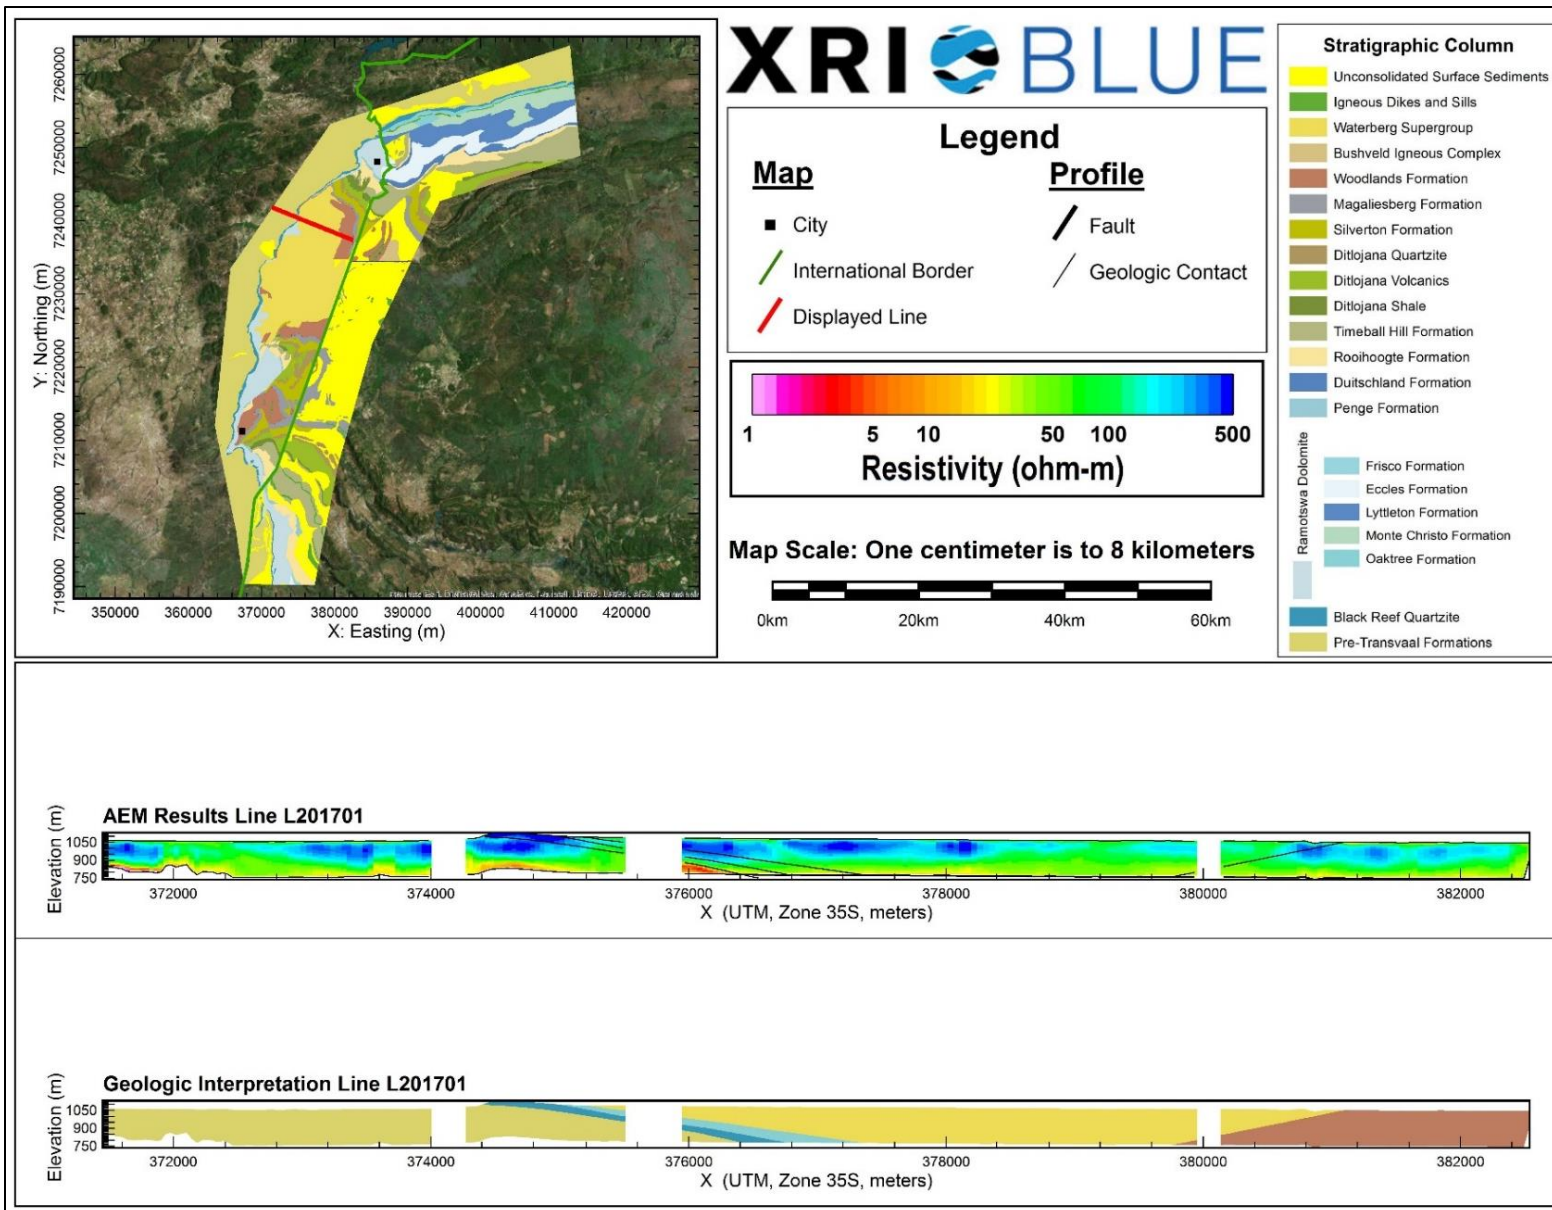 7260000
7250000
7240000
7230000
7220000
7210000
7200000
7190000
Y: Northing (m)
350000 360000 370000 380000 390000 400000 410000 420000
X: Easting (m)
XRI BLUE
Legend
Map
City
International Border
Displayed Line
Profile
Fault
Geologic Contact
1 5 10 50 100 500
Resistivity (ohm-m)
Map Scale: One centimeter is to 8 kilometers
0km 20km 40km 60km
Stratigraphic Column
Unconsolidated Surface Sediments
Igneous Dikes and Sills
Waterberg Supergroup
Bushveld Igneous Complex
Woodlands Formation
Magaliesberg Formation
Silverton Formation
Ditlojana Quartzite
Ditlojana Volcanics
Ditlojana Shale
Timeball Hill Formation
Rooihoogte Formation
Duitschland Formation
Penge Formation
Ramotswa Dolomite
Frisco Formation
Eccles Formation
Lyttleton Formation
Monte Christo Formation
Oaktree Formation
Black Reef Quartzite
Pre-Transvaal Formations
AEM Results Line L201701
Elevation (m)
1050
900
750
372000 374000 376000 378000 380000 382000
X (UTM, Zone 35S, meters)
Geologic Interpretation Line L201701
Elevation (m)
1050
900
750
372000 374000 376000 378000 380000 382000
X (UTM, Zone 35S, meters)